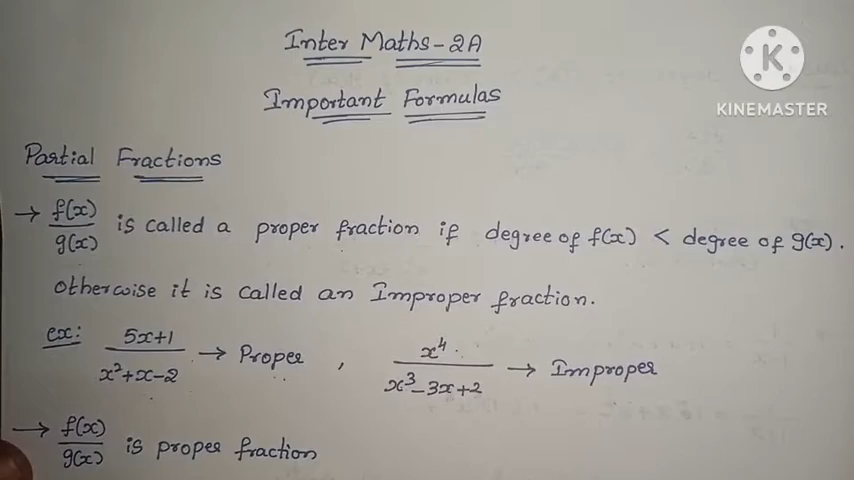 Inter Maths-2A
KINEMASTER
Important Formulas
Partial Fractions
→ f(x)/g(x) is called a proper fraction if degree of f(x) < degree of g(x).
otherwise it is called an Improper fraction.
ex: 5x+1/x²+x-2 → Proper , x⁴/x³-3x+2 → Improper
→ f(x)/g(x) is proper fraction